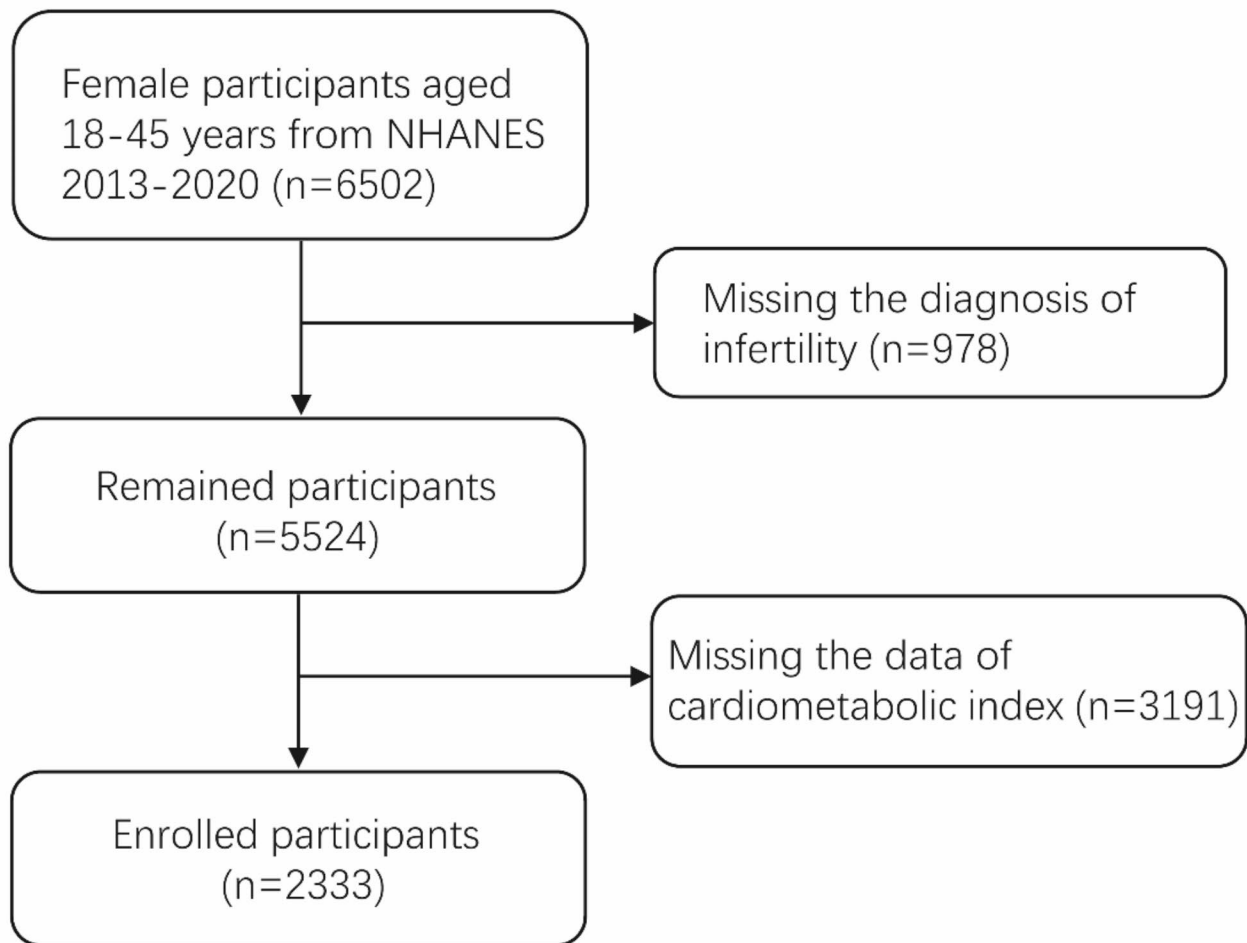 Female participants aged
18-45 years from NHANES
2013-2020 (n=6502)
Missing the diagnosis of
infertility (n=978)
Remained participants
(n=5524)
Missing the data of
cardiometabolic index (n=3191)
Enrolled participants
(n=2333)